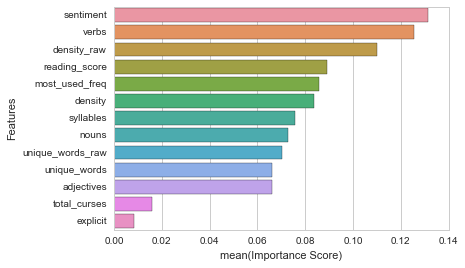 sentiment
verbs
density_raw
reading_score
most_used_freq
density
syllables
nouns
unique_words_raw
unique_words
adjectives
total_curses
explicit
Features
0.00 0.02 0.04 0.06 0.08 0.10 0.12 0.14
mean(Importance Score)